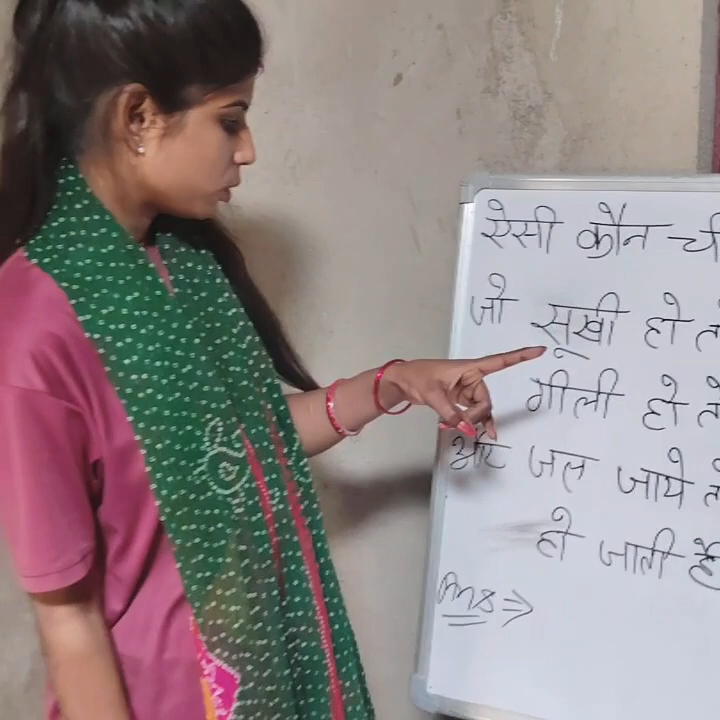 ऐसी कौन ची
जो सूखी हो तो
गीली हो तो
और जल जाये तो
हो जाती है
Ans ⇒